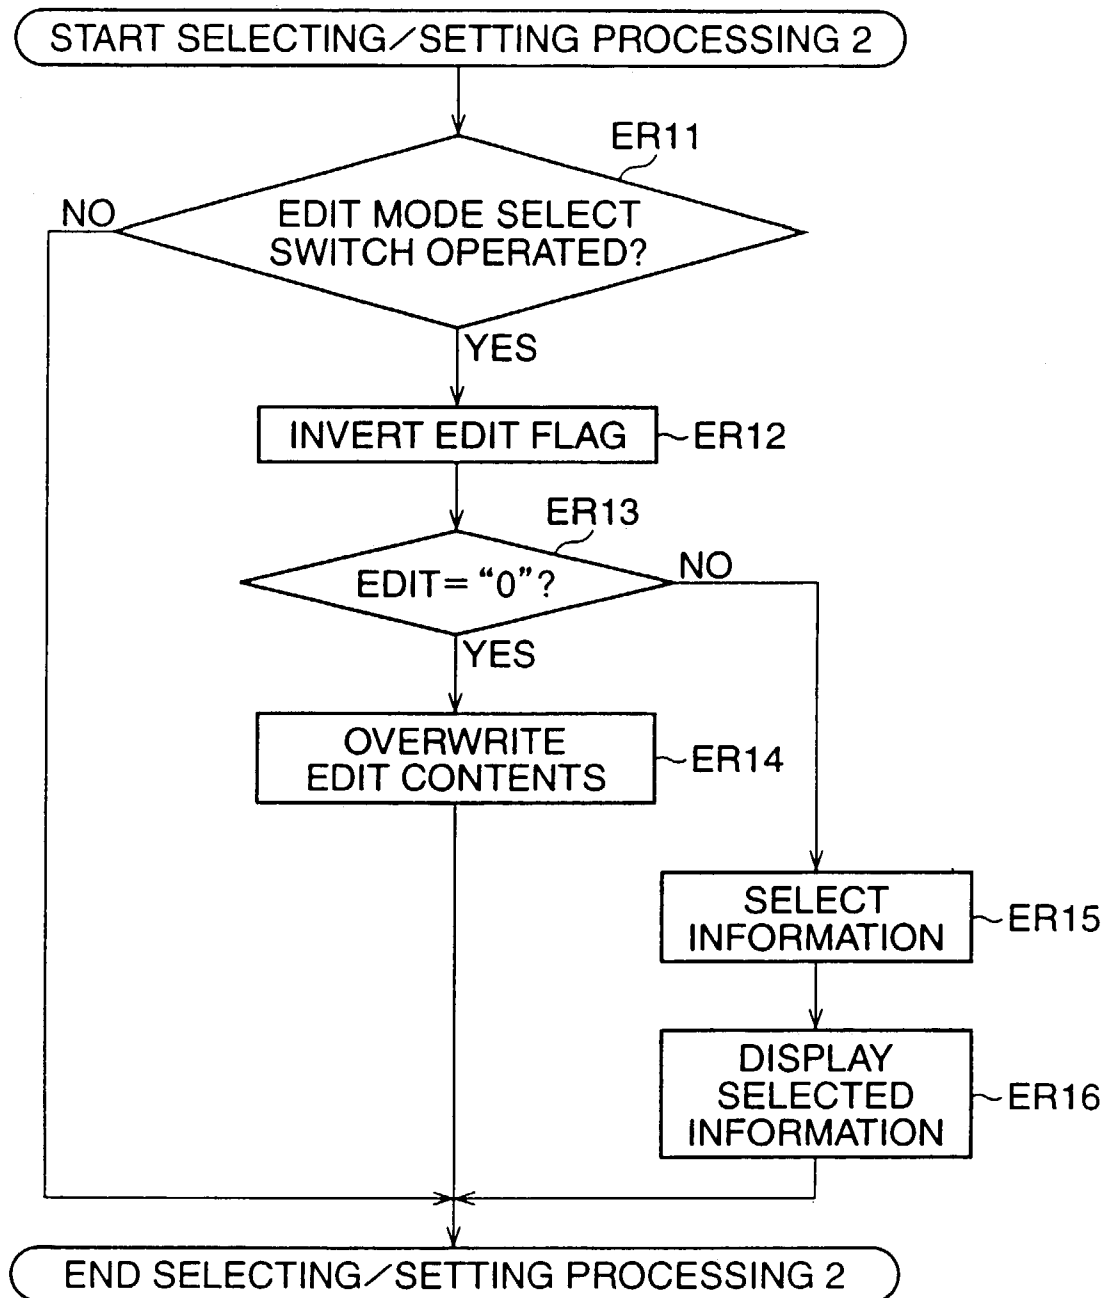 START SELECTING/SETTING PROCESSING 2
ER11
NO
EDIT MODE SELECT
SWITCH OPERATED?
YES
INVERT EDIT FLAG
ER12
ER13
EDIT= “0”?
NO
YES
OVERWRITE
EDIT CONTENTS
ER14
SELECT
INFORMATION
ER15
DISPLAY
SELECTED
INFORMATION
ER16
END SELECTING/SETTING PROCESSING 2